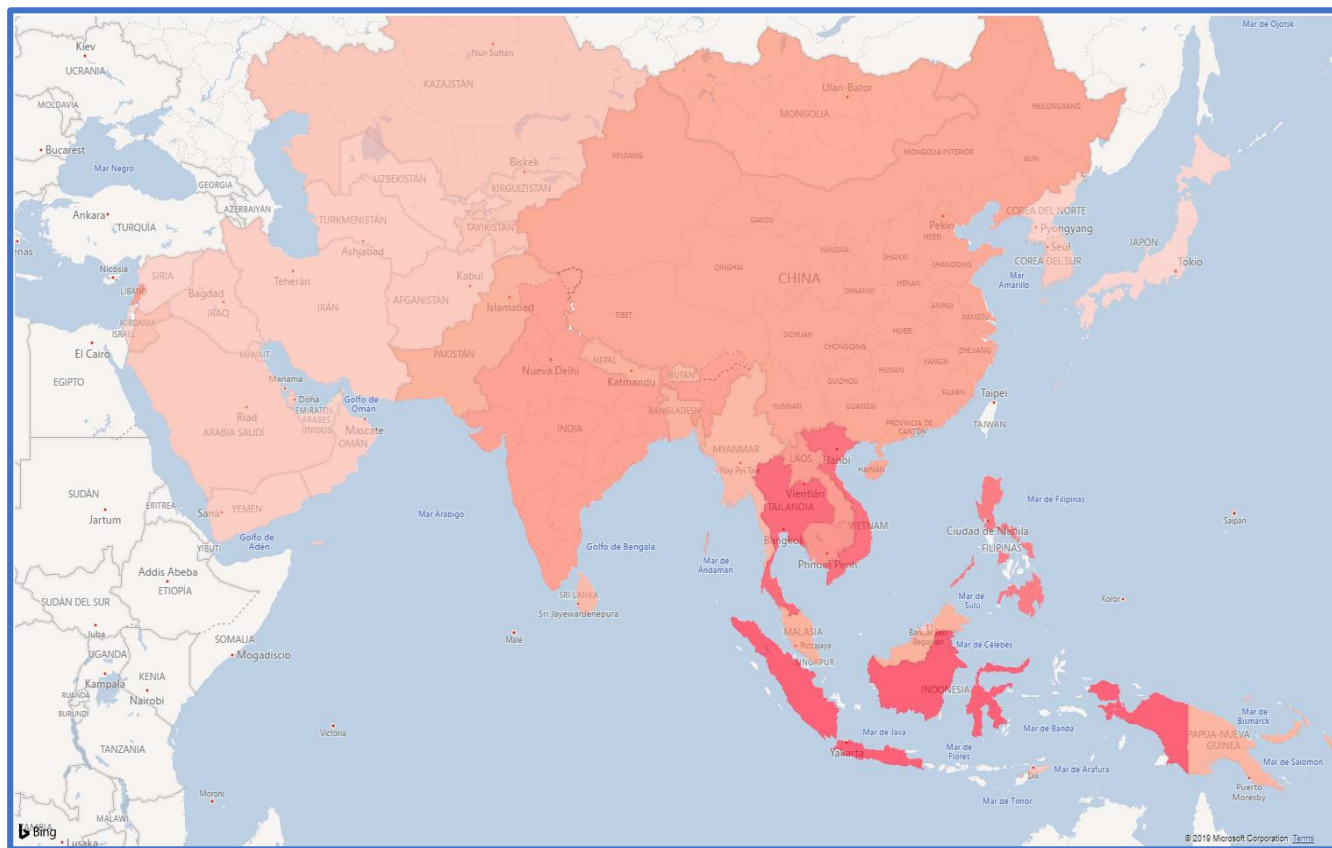 Mar de Ojotsk
Kiev
UCRANIA
Nur-Sultán
KAZAJSTÁN
MOLDAVIA
Bucarest
Mar Negro
GEORGIA
AZERBAIYÁN
Ankara
TURQUÍA
Ulan-Bator
MONGOLIA
HEILONGJIANG
XINJIANG
MONGOLIA INTERIOR
JILIN
Biskek
UZBEKISTÁN
KIRGUIZISTÁN
TURKMENISTÁN
TAYIKISTÁN
Ashjabad
GANSU
Pekín
HEBEI
COREA DEL NORTE
Pyongyang
Seúl
COREA DEL SUR
JAPÓN
Tokio
Mar
Amarillo
enas
Nicosia
SIRIA
LÍBANO
Bagdad
IRAQ
JORDANIA
ISRAEL
Teherán
IRÁN
Kabul
AFGANISTÁN
Islamabad
QINGHAI
NINGXIA
SHANXI
SHANDONG
CHINA
SHAANXI
HENAN
TIBET
ANHUI
JIANGSU
SICHUAN
HUBEI
CHONGQING
ZHEJIANG
El Cairo
EGIPTO
KUWAIT
Manama
Doha
EMIRATOS
ÁRABES
UNIDOS
Golfo de
Omán
Riad
ARABIA SAUDÍ
Mascate
OMÁN
PAKISTÁN
Nueva Delhi
NEPAL
Katmandú
BUTÁN
BANGLADESH
INDIA
GUIZHOU
HUNAN
JIANGXI
FUJIAN
YUNNAN
GUANGXI
PROVINCIA DE
CANTÓN
Taipei
TAIWÁN
MYANMAR
Nay Pyi Taw
LAOS
Hanoi
HAINAN
SUDÁN
Jartum
ERITREA
Saná
YEMEN
Golfo de
Adén
YIBUTI
Mar Arábigo
Golfo de Bengala
Mar de
Andamán
Vientián
TAILANDIA
Bangkok
VIETNAM
Phnom Penh
Mar de Filipinas
Ciudad de Manila
FILIPINAS
Saipán
Addis Abeba
ETIOPÍA
SUDÁN DEL SUR
Juba
SOMALIA
Mogadiscio
UGANDA
Kampala
KENIA
Nairobi
RUANDA
BURUNDI
TANZANIA
SRI LANKA
Sri Jayewardenepura
Malé
MALASIA
Putrajaya
SINGAPUR
Mar de
Sulú
Koror
Mar de Célebes
INDONESIA
Victoria
Mar de Java
Yakarta
Mar de
Flores
Mar de Banda
Mar de
Bismarck
PAPÚA-NUEVA
GUINEA
Mar de Salomón
Dili
Mar de Arafura
Mar de Timor
Puerto
Moresby
Moroni
MALAWI
Lusaka
Bing
© 2019 Microsoft Corporation Terms